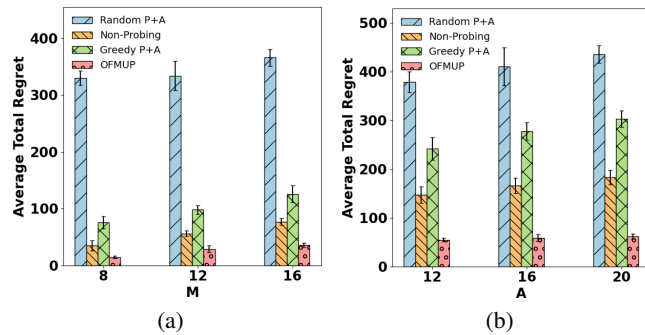 Random P+A
Non-Probing
Greedy P+A
OFMUP
Average Total Regret
400
300
200
100
0
8
12
16
M
(a)
Random P+A
Non-Probing
Greedy P+A
OFMUP
Average Total Regret
500
400
300
200
100
0
12
16
20
A
(b)